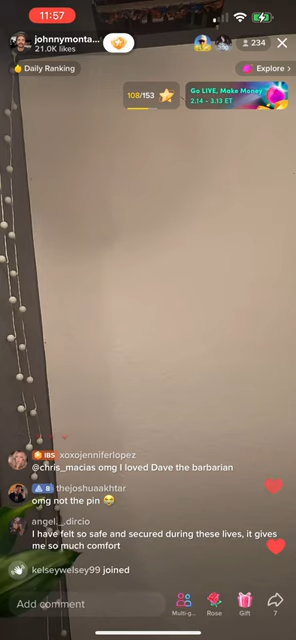 11:57
johnnymonta...
21.0K likes
234
Daily Ranking
Explore >
108/153
Go LIVE, Make Money
2.14 - 3.13 ET
xoxojenniferlopez
@chris_macias omg I loved Dave the barbarian
8 thejoshuaakhtar
omg not the pin 😂
angel__dircio
I have felt so safe and secured during these lives, it gives
me so much comfort
kelseywelsey99 joined
Add comment
Multi-g...
Rose
Gift
7